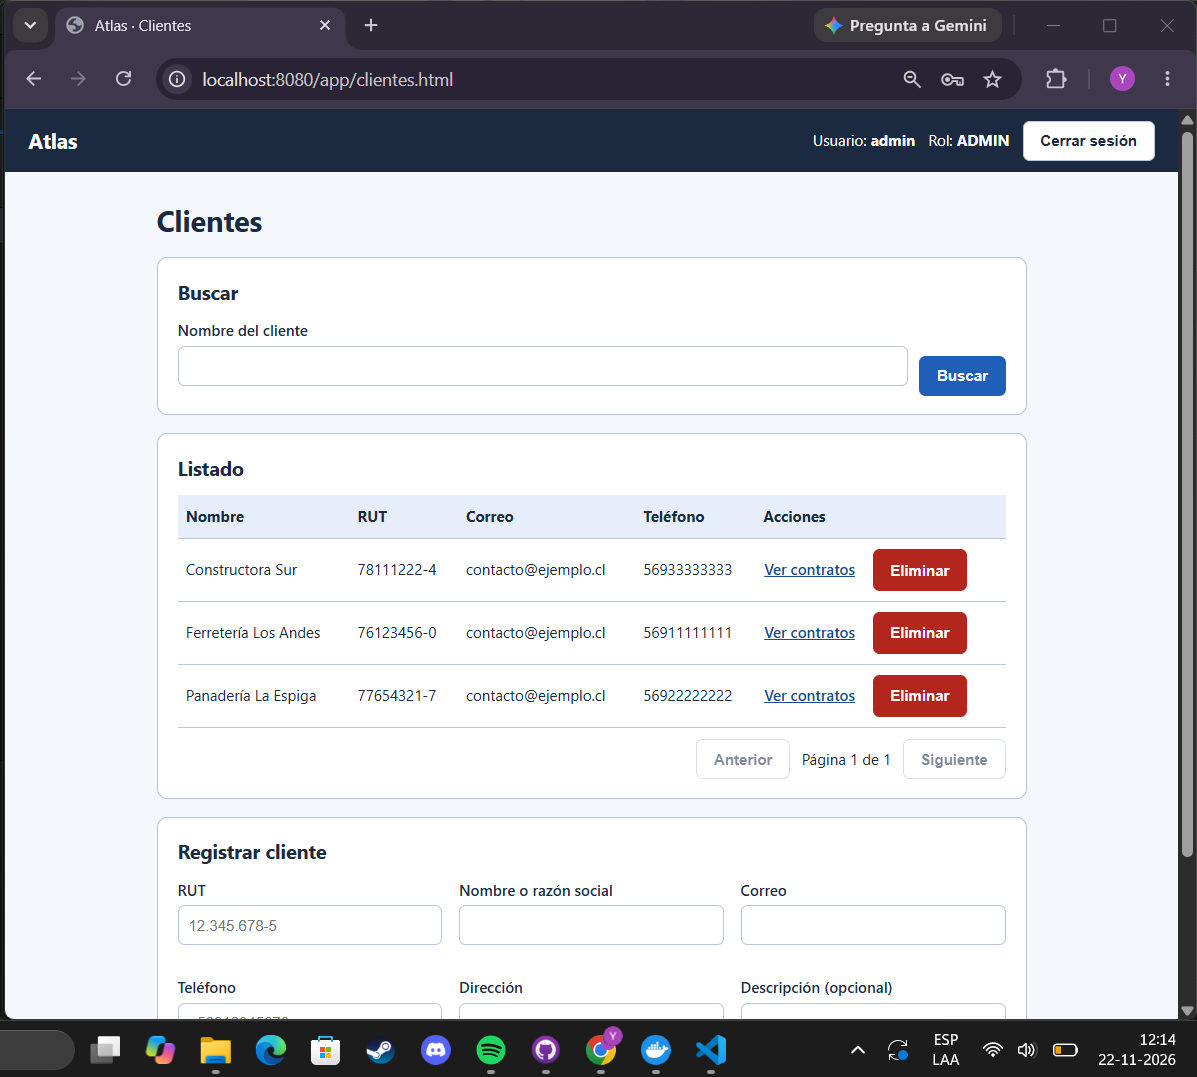 Atlas · Clientes
Pregunta a Gemini
localhost:8080/app/clientes.html
Y
Atlas
Usuario: admin Rol: ADMIN Cerrar sesión
Clientes
Buscar
Nombre del cliente
Buscar
Listado
Nombre RUT Correo Teléfono Acciones
Constructora Sur 78111222-4 contacto@ejemplo.cl 56933333333 Ver contratos Eliminar
Ferretería Los Andes 76123456-0 contacto@ejemplo.cl 56911111111 Ver contratos Eliminar
Panadería La Espiga 77654321-7 contacto@ejemplo.cl 56922222222 Ver contratos Eliminar
Anterior Página 1 de 1 Siguiente
Registrar cliente
RUT Nombre o razón social Correo
12.345.678-5
Teléfono Dirección Descripción (opcional)
Y
ESP 12:14
LAA 22-11-2026